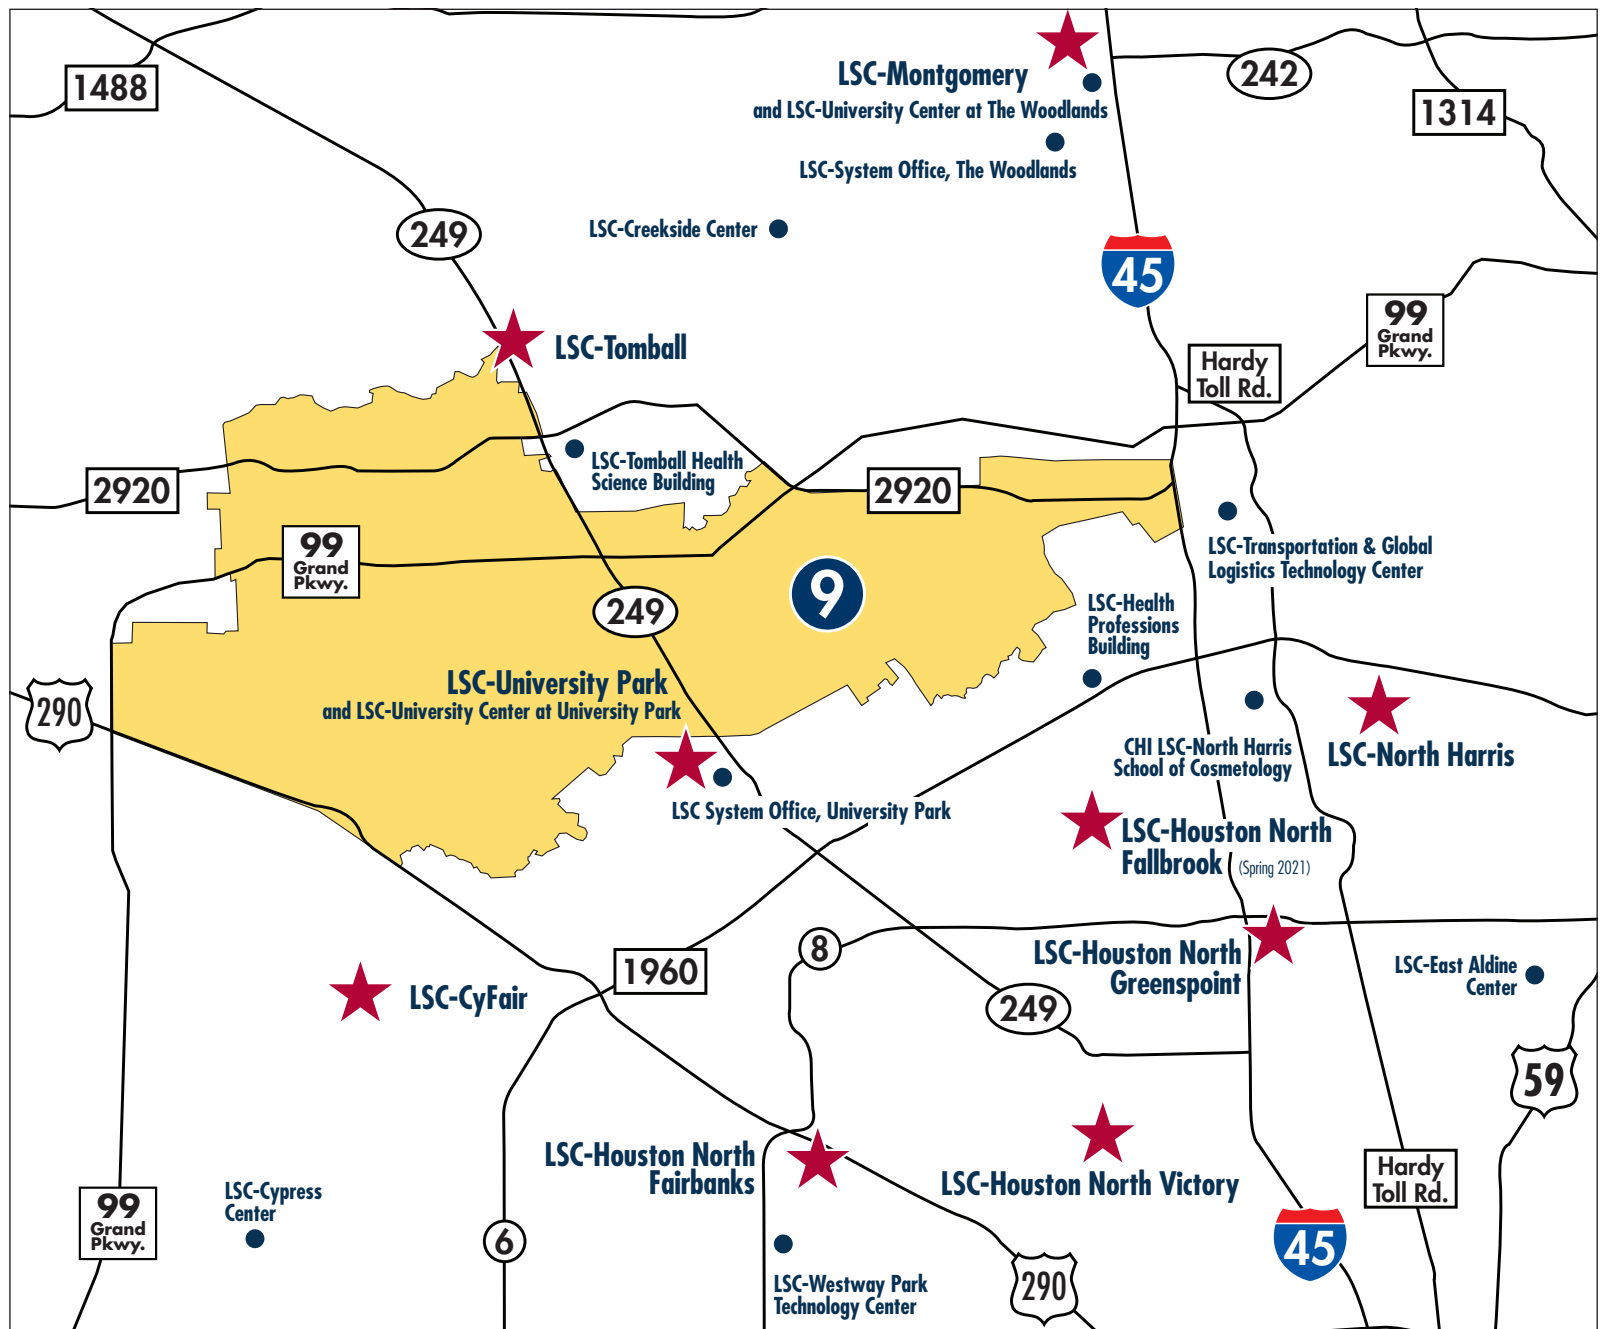 1488
LSC-Montgomery
and LSC-University Center at The Woodlands
242
1314
LSC-System Office, The Woodlands
249
LSC-Creekside Center
45
99
Grand
Pkwy.
LSC-Tomball
Hardy
Toll Rd.
LSC-Tomball Health
Science Building
2920
2920
99
Grand
Pkwy.
LSC-Transportation & Global
Logistics Technology Center
9
249
LSC-Health
Professions
Building
LSC-University Park
and LSC-University Center at University Park
290
CHI LSC-North Harris
School of Cosmetology
LSC-North Harris
LSC System Office, University Park
LSC-Houston North
Fallbrook (Spring 2021)
8
1960
LSC-Houston North
Greenspoint
LSC-East Aldine
Center
LSC-CyFair
249
59
LSC-Houston North
Fairbanks
LSC-Houston North Victory
Hardy
Toll Rd.
LSC-Cypress
Center
99
Grand
Pkwy.
6
45
LSC-Westway Park
Technology Center
290